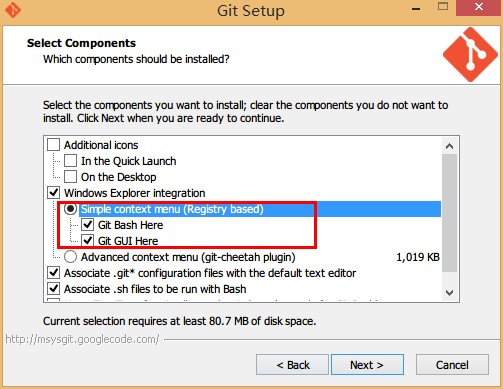 Git Setup
Select Components
Which components should be installed?
Select the components you want to install; clear the components you do not want to
install. Click Next when you are ready to continue.
Additional icons
In the Quick Launch
On the Desktop
Windows Explorer integration
Simple context menu (Registry based)
Git Bash Here
Git GUI Here
Advanced context menu (git-cheetah plugin) 1,019 KB
Associate .git* configuration files with the default text editor
Associate .sh files to be run with Bash
Current selection requires at least 80.7 MB of disk space.
http://msysgit.googlecode.com/
< Back
Next >
Cancel